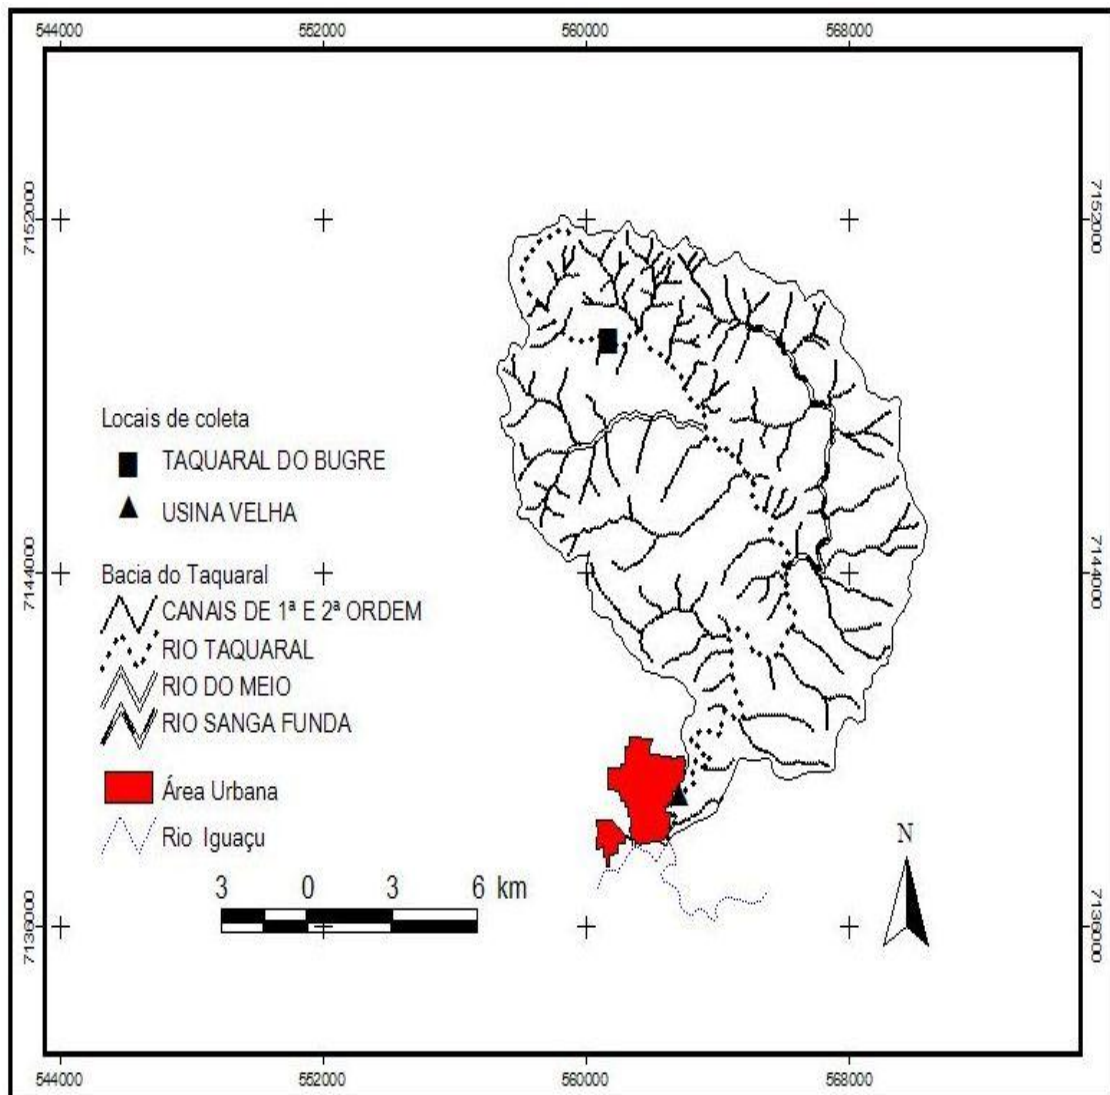 544000 552000 560000 568000
7152000 7152000
Locais de coleta
TAQUARAL DO BUGRE
USINA VELHA
Bacia do Taquaral
7144000 7144000
CANAIS DE 1ª E 2ª ORDEM
RIO TAQUARAL
RIO DO MEIO
RIO SANGA FUNDA
Área Urbana
Rio Iguaçu
N
3 0 3 6 km
7136000 7136000
544000 552000 560000 568000